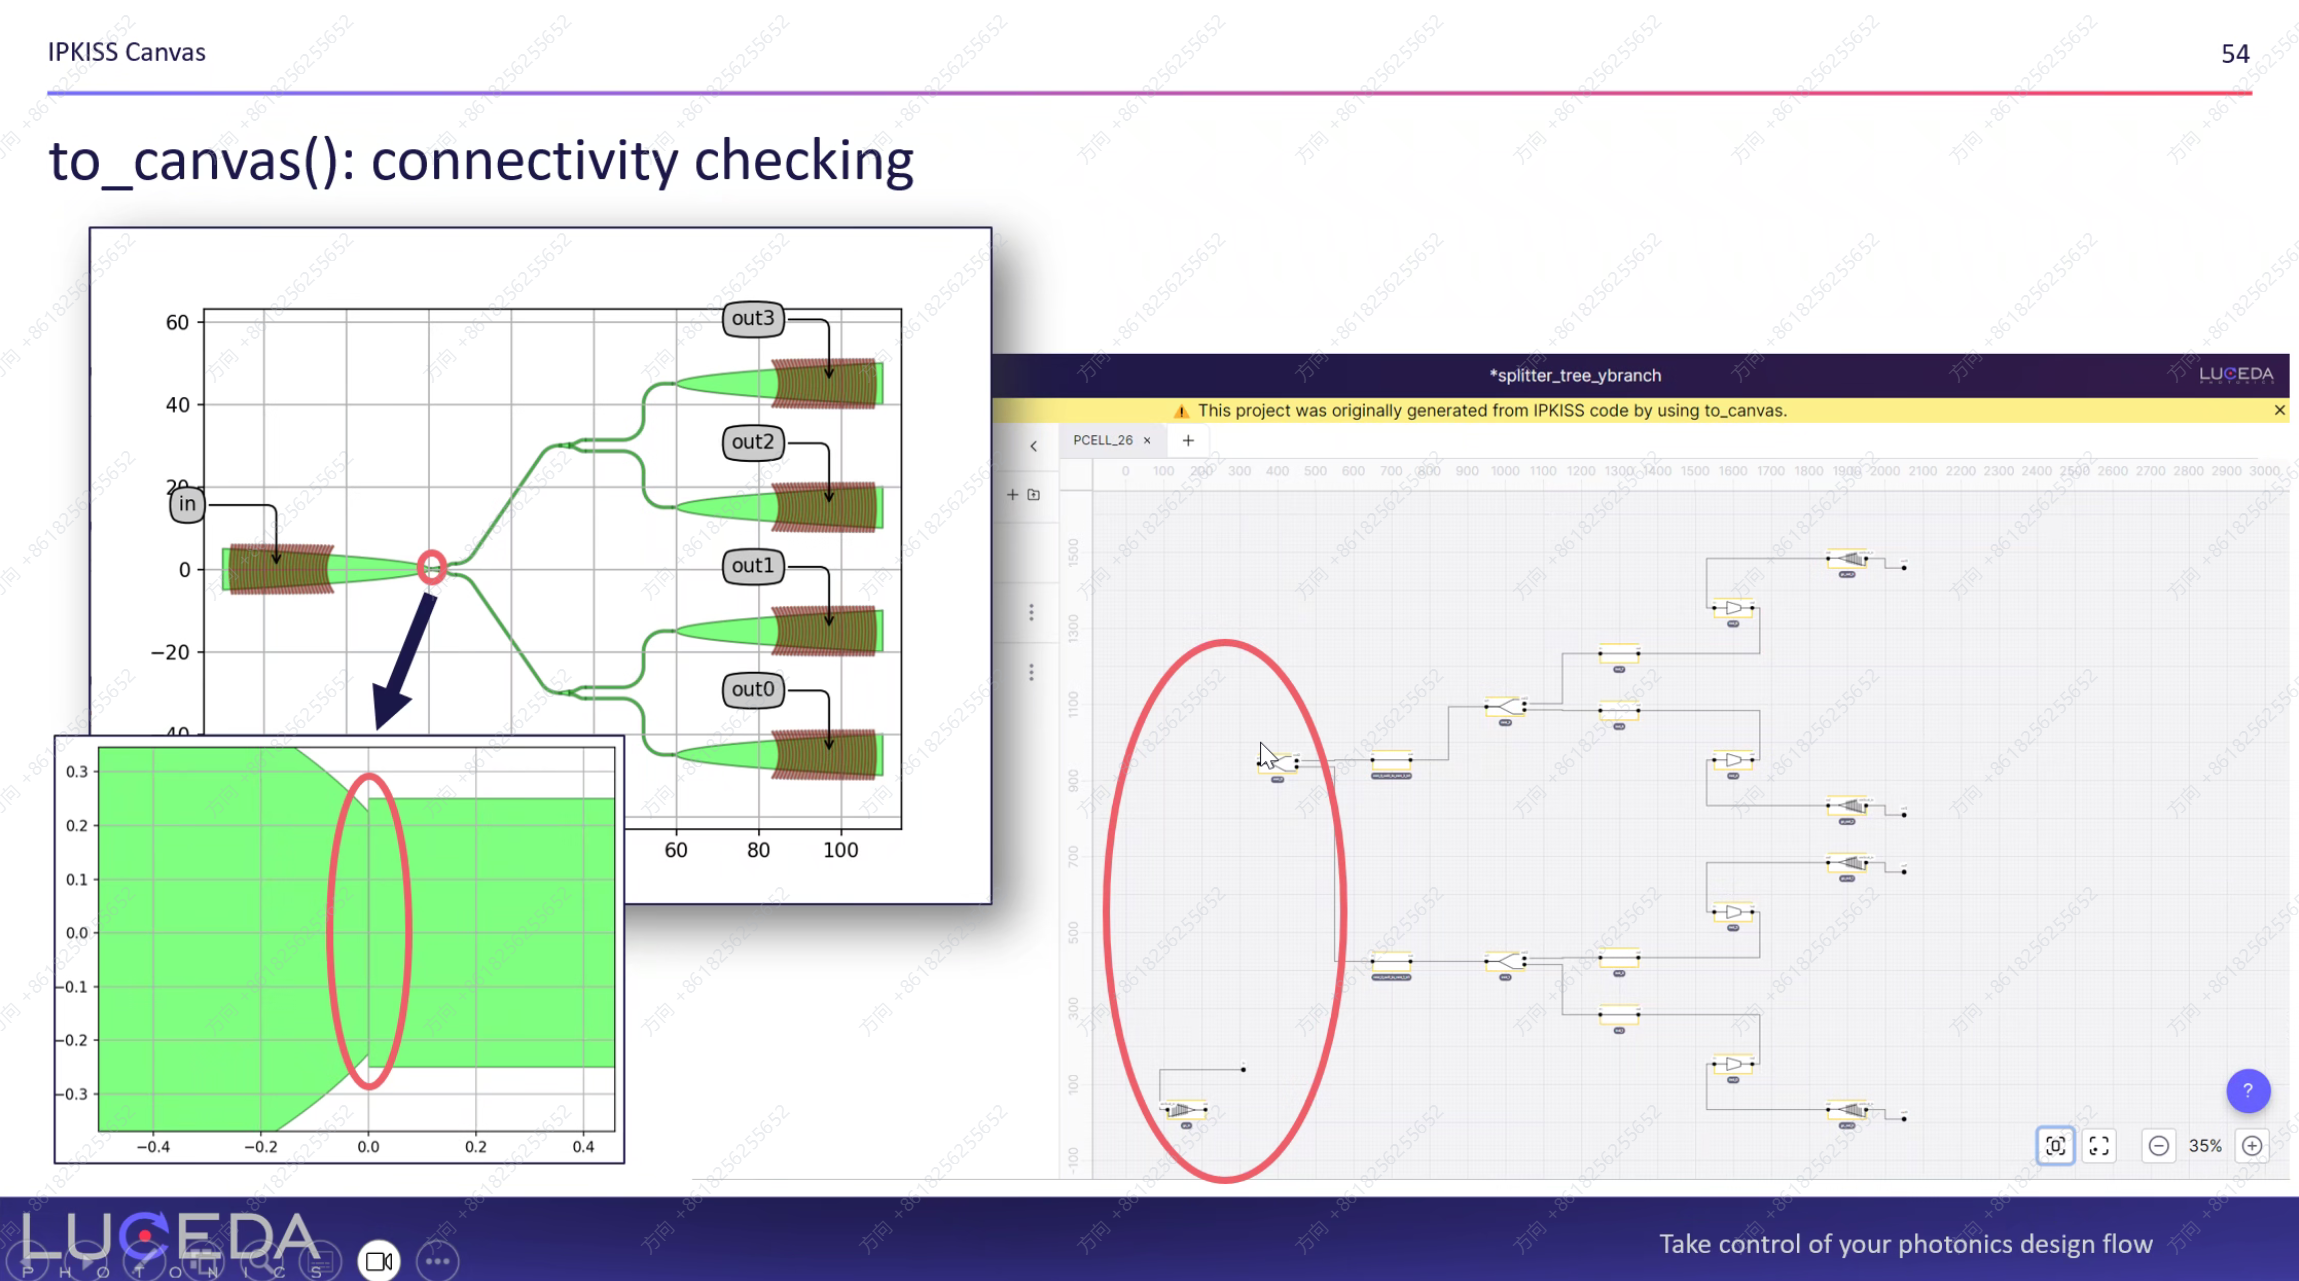 IPKISS Canvas
54
to_canvas(): connectivity checking
60
40
20
0
−20
−40
60
80
100
out3
out2
in
out1
out0
0.3
0.2
0.1
0.0
−0.1
−0.2
−0.3
−0.4
−0.2
0.0
0.2
0.4
*splitter_tree_ybranch
LUCEDA
This project was originally generated from IPKISS code by using to_canvas.
PCELL_26
0 100 200 300 400 500 600 700 800 900 1000 1100 1200 1300 1400 1500 1600 1700 1800 1900 2000 2100 2200 2300 2400 2500 2600 2700 2800 2900 3000
1500
1300
1100
900
700
500
300
100
-100
?
35%
LUCEDA
PHOTONICS
Take control of your photonics design flow
方向 +8618256255652